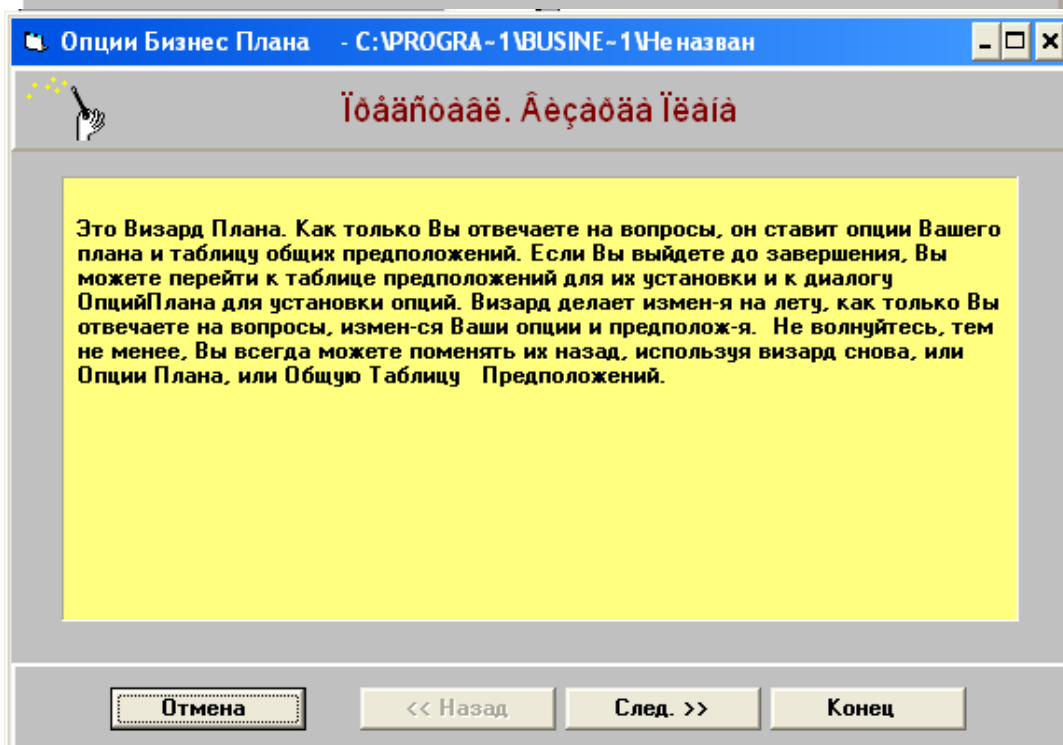 Опции Бизнес Плана - C:\PROGRA~1\BUSINE~1\Не назван
Ïðåäñòàâë. Âèçàðäà Ïëàíà
Это Визард Плана. Как только Вы отвечаете на вопросы, он ставит опции Вашего
плана и таблицу общих предположений. Если Вы выйдете до завершения, Вы
можете перейти к таблице предположений для их установки и к диалогу
ОпцийПлана для установки опций. Визард делает измен-я на лету, как только Вы
отвечаете на вопросы, измен-ся Ваши опции и предполож-я. Не волнуйтесь, тем
не менее, Вы всегда можете поменять их назад, используя визард снова, или
Опции Плана, или Общую Таблицу Предположений.
Отмена << Назад След. >> Конец